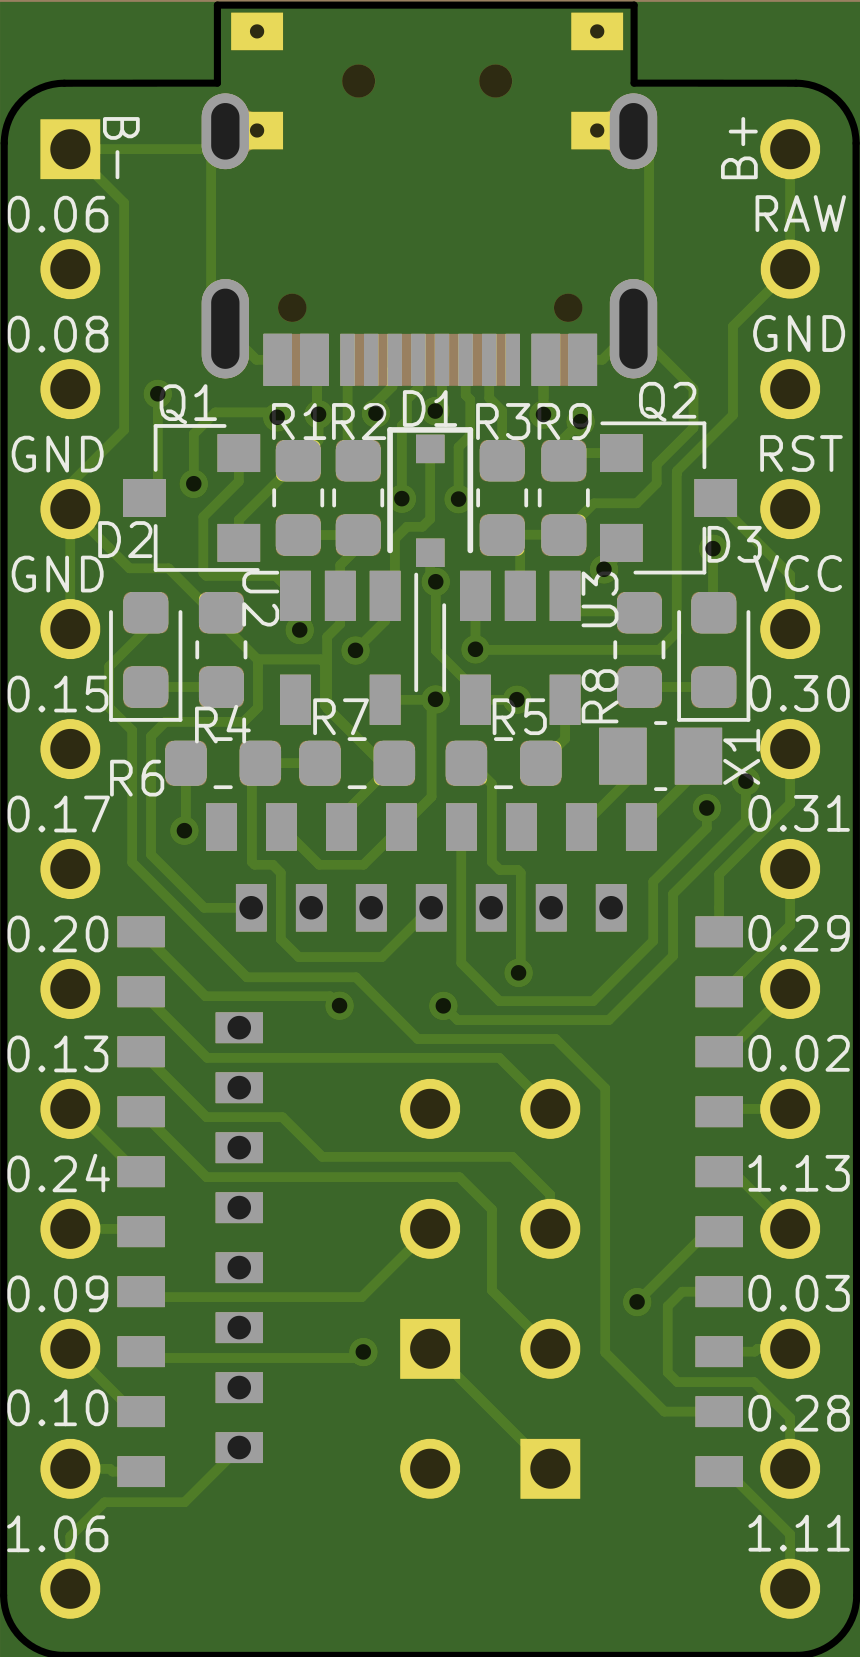 B-
B+
0.06
RAW
0.08
GND
Q1
R1
R2
D1
R3
R9
Q2
GND
RST
D2
D3
GND
U2
U3
VCC
0.15
R4
R7
R5
R8
0.30
R6
X1
0.17
0.31
0.20
0.29
0.13
0.02
0.24
1.13
0.09
0.03
0.10
0.28
1.06
1.11